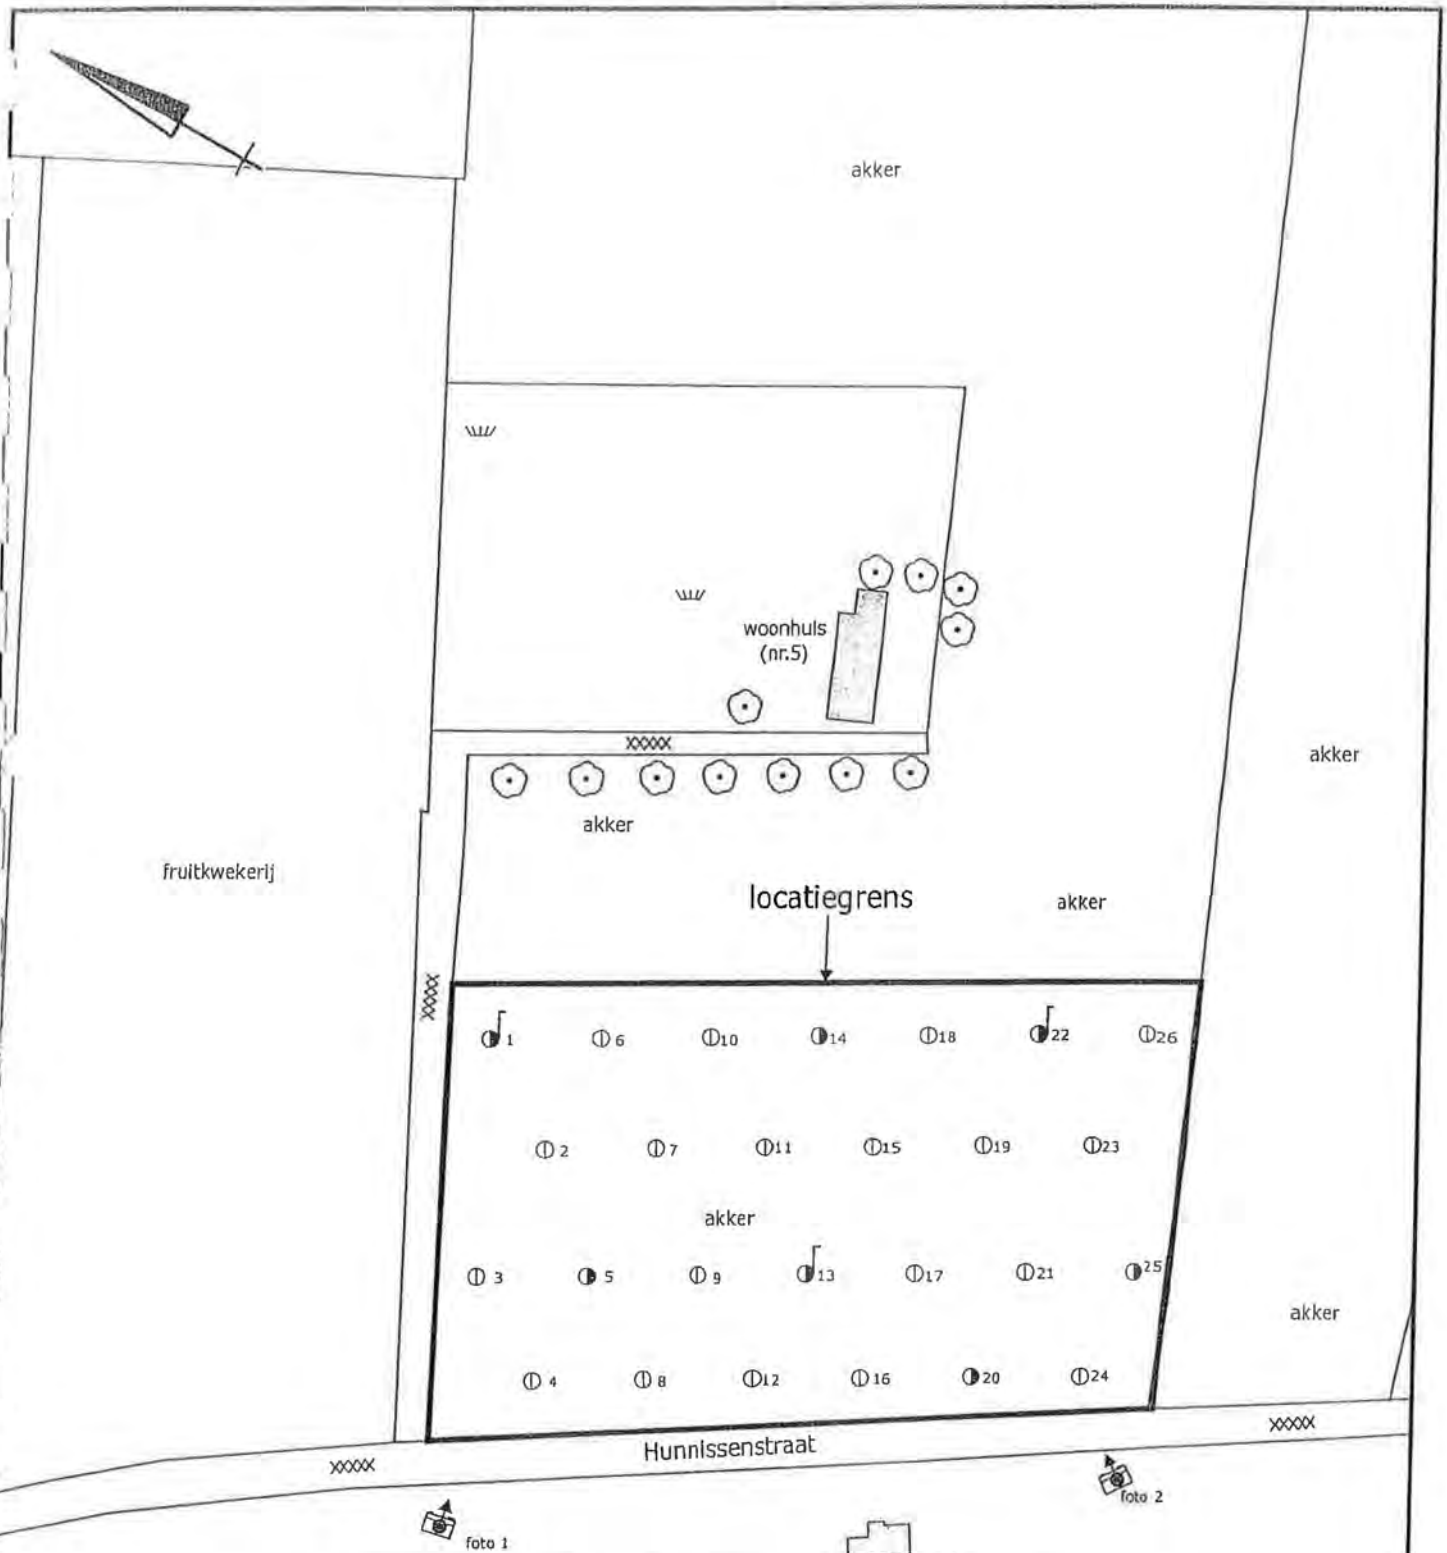 akker
woonhuis
(nr.5)
akker
akker
fruitkwekerij
locatiegrens
akker
XXXXX
XXXXX
1 6 10 14 18 22 26
2 7 11 15 19 23
akker
3 5 9 13 17 21 25
akker
4 8 12 16 20 24
Hunnissenstraat
XXXXX
XXXXX
foto 2
foto 1